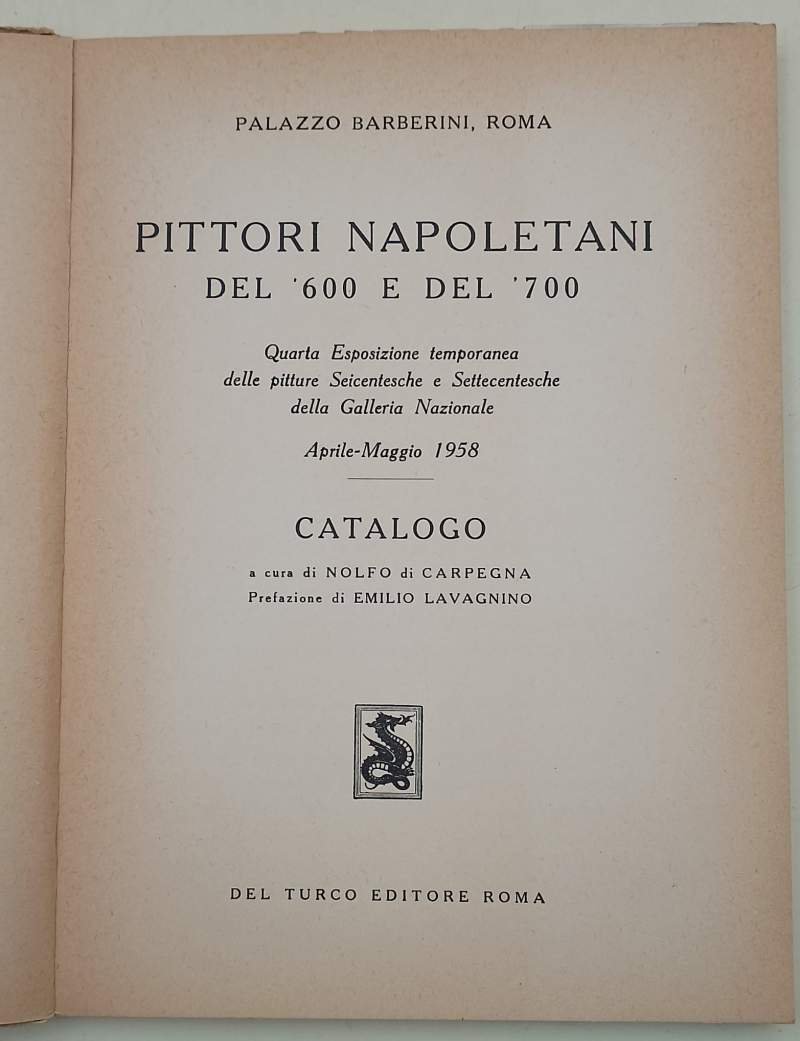 PALAZZO BARBERINI, ROMA
PITTORI NAPOLETANI
DEL '600 E DEL '700
Quarta Esposizione temporanea
delle pitture Seicentesche e Settecentesche
della Galleria Nazionale
Aprile-Maggio 1958
CATALOGO
a cura di NOLFO di CARPEGNA
Prefazione di EMILIO LAVAGNINO
DEL TURCO EDITORE ROMA